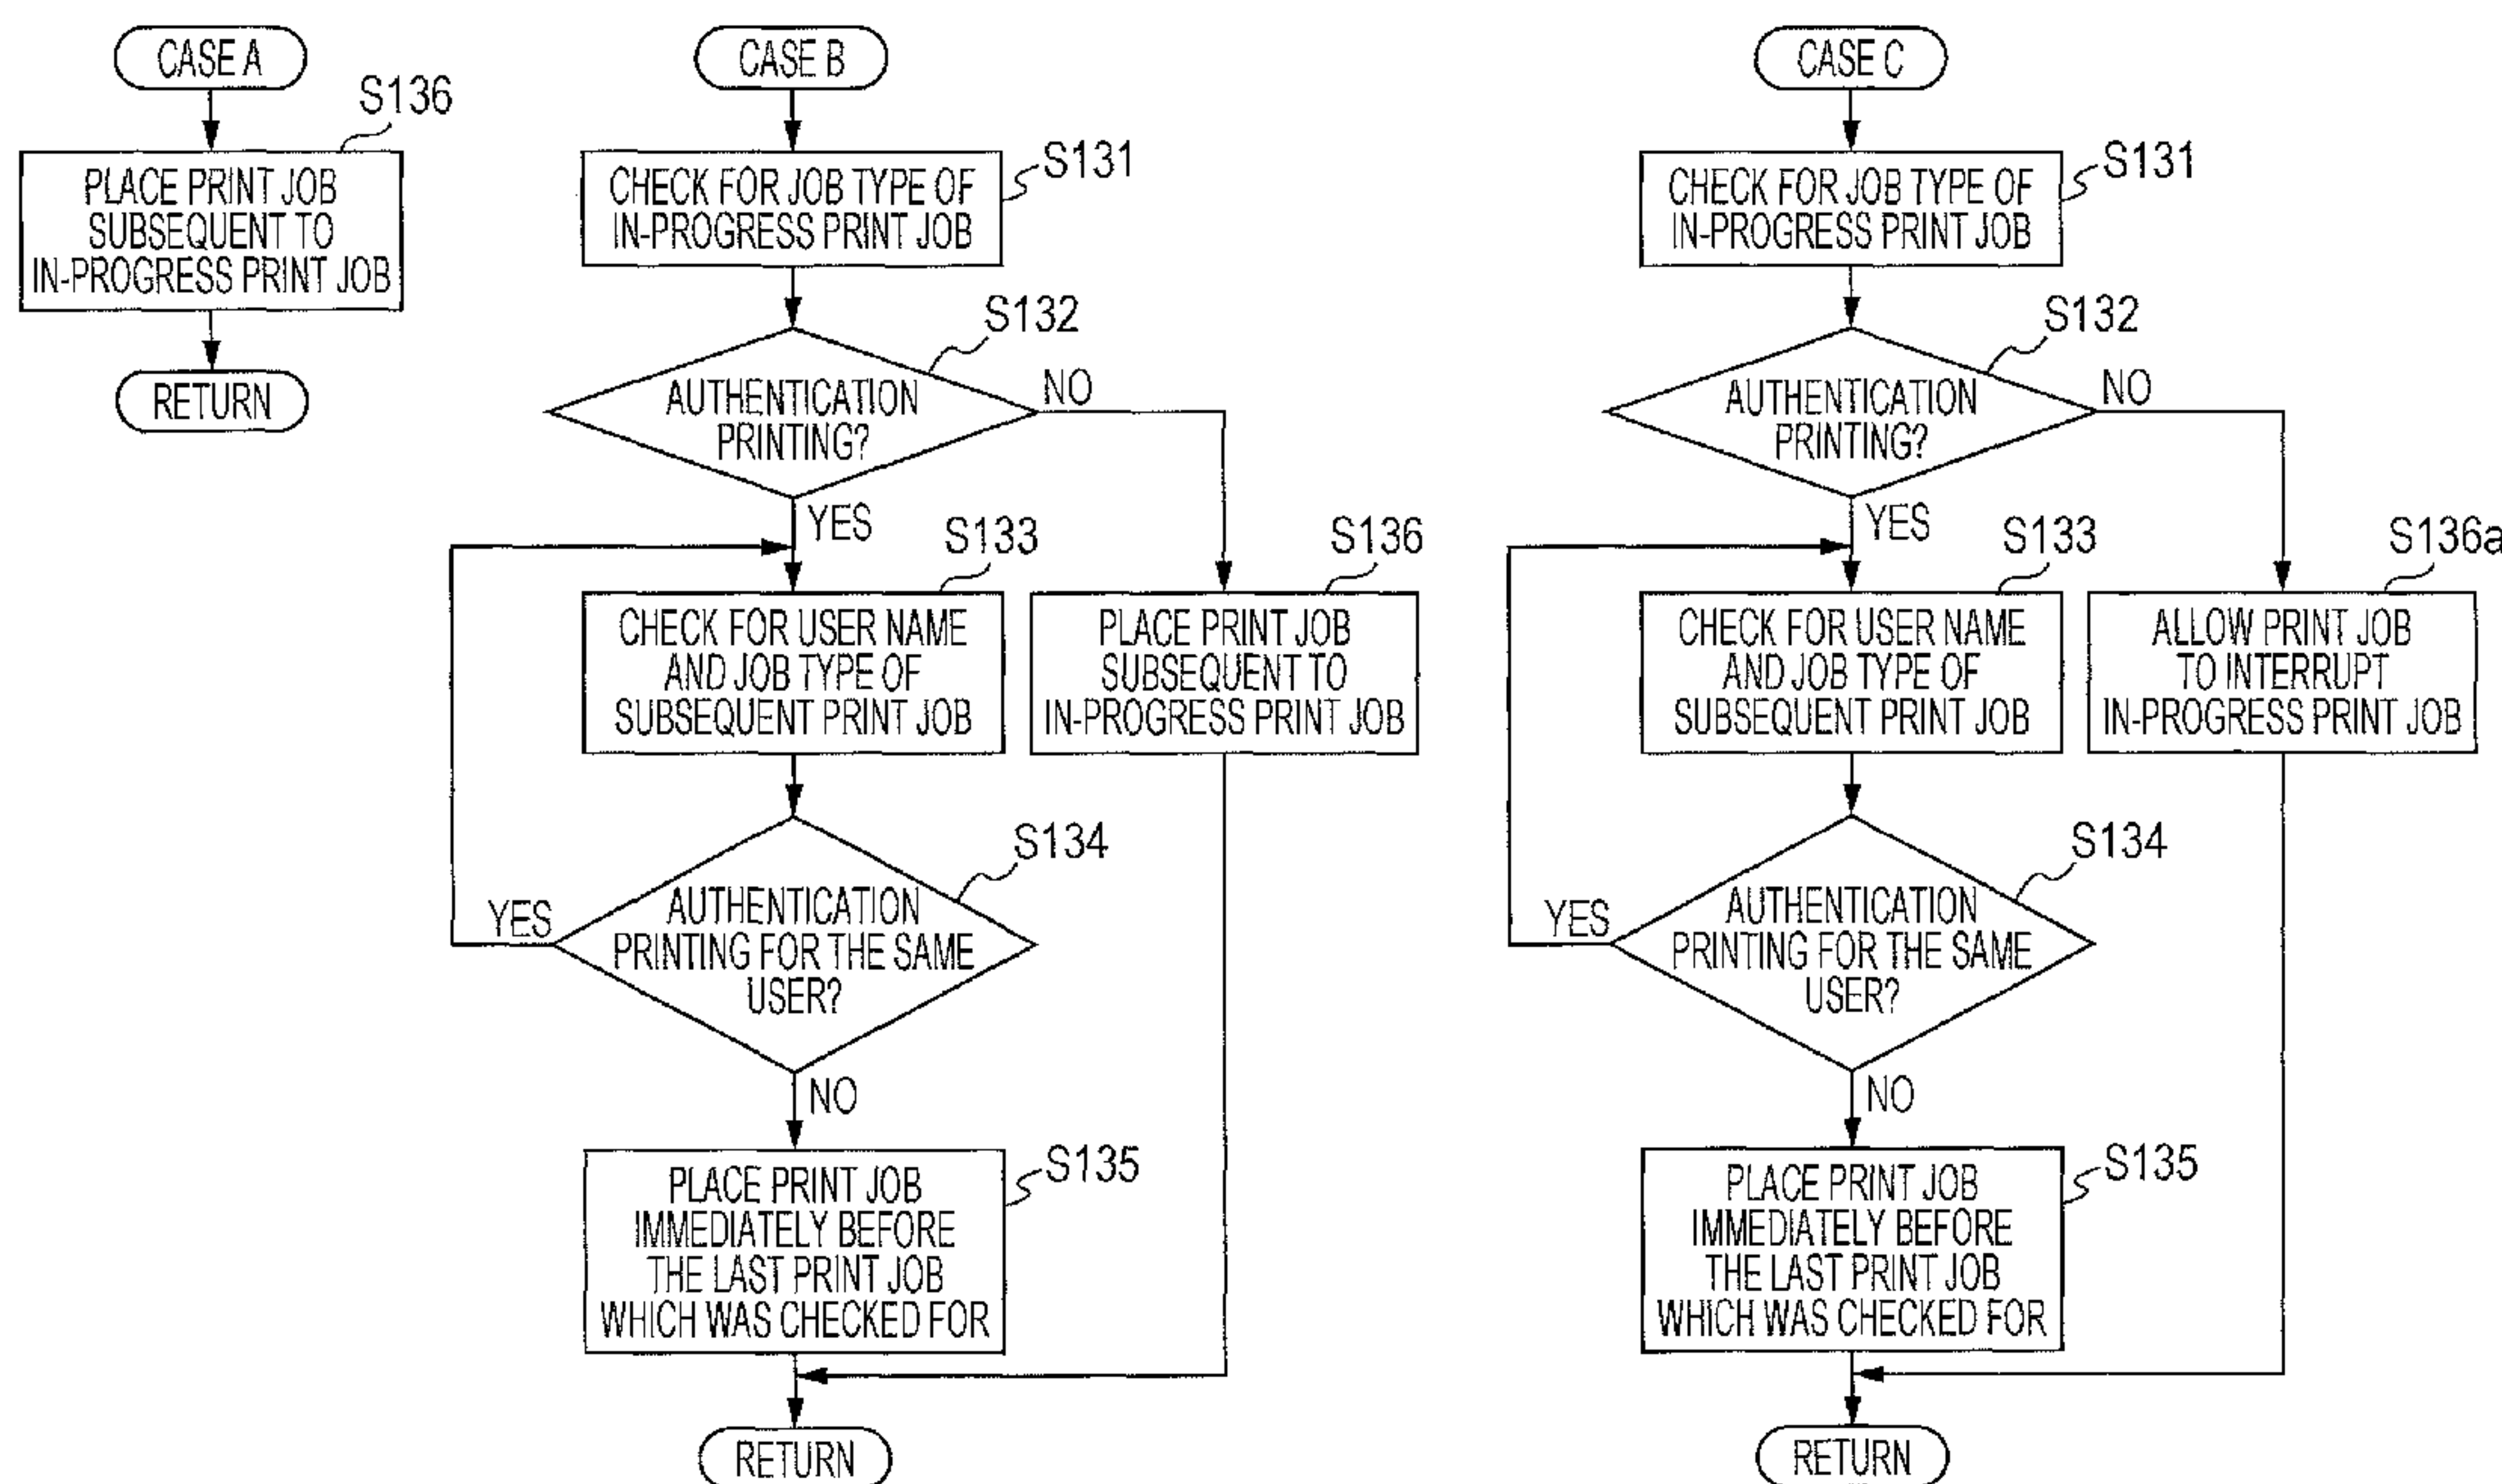 CASE A
S136
PLACE PRINT JOB
SUBSEQUENT TO
IN-PROGRESS PRINT JOB
RETURN
CASE B
S131
CHECK FOR JOB TYPE OF
IN-PROGRESS PRINT JOB
S132
AUTHENTICATION
PRINTING?
NO
YES
S133
CHECK FOR USER NAME
AND JOB TYPE OF
SUBSEQUENT PRINT JOB
S136
PLACE PRINT JOB
SUBSEQUENT TO
IN-PROGRESS PRINT JOB
S134
AUTHENTICATION
PRINTING FOR THE SAME
USER?
YES
NO
S135
PLACE PRINT JOB
IMMEDIATELY BEFORE
THE LAST PRINT JOB
WHICH WAS CHECKED FOR
RETURN
CASE C
S131
CHECK FOR JOB TYPE OF
IN-PROGRESS PRINT JOB
S132
AUTHENTICATION
PRINTING?
NO
YES
S133
CHECK FOR USER NAME
AND JOB TYPE OF
SUBSEQUENT PRINT JOB
S136a
ALLOW PRINT JOB
TO INTERRUPT
IN-PROGRESS PRINT JOB
S134
AUTHENTICATION
PRINTING FOR THE SAME
USER?
YES
NO
S135
PLACE PRINT JOB
IMMEDIATELY BEFORE
THE LAST PRINT JOB
WHICH WAS CHECKED FOR
RETURN